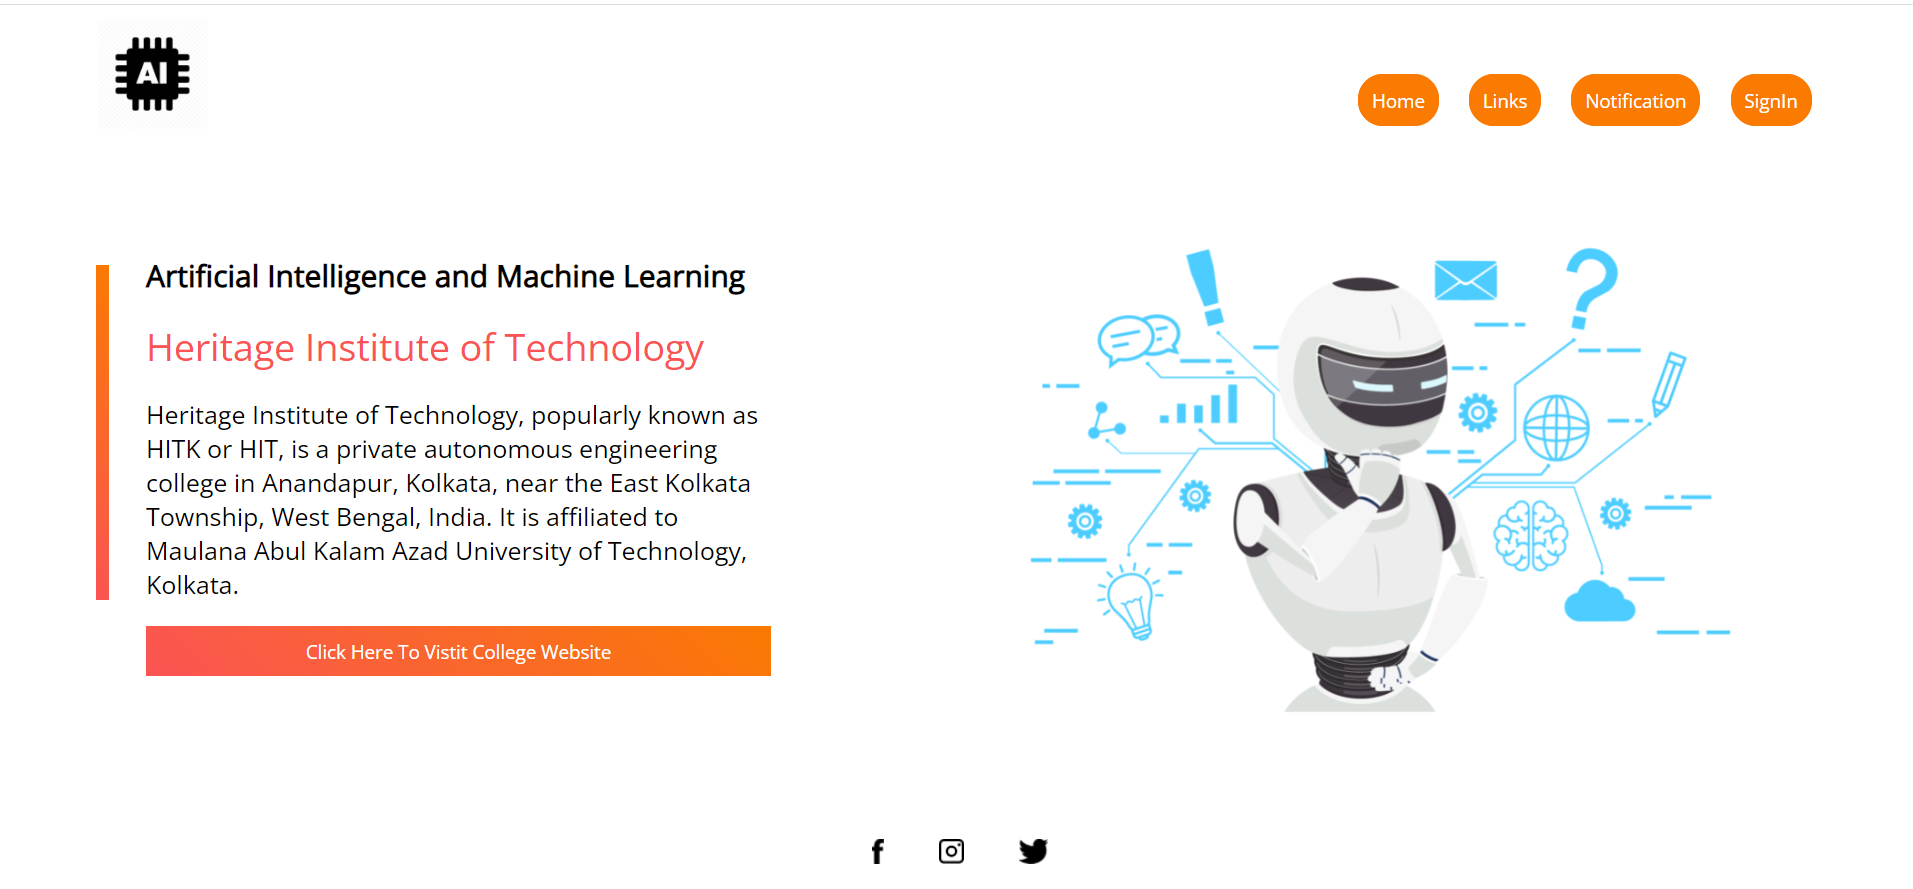 AI
Home
Links
Notification
SignIn
Artificial Intelligence and Machine Learning
Heritage Institute of Technology
Heritage Institute of Technology, popularly known as
HITK or HIT, is a private autonomous engineering
college in Anandapur, Kolkata, near the East Kolkata
Township, West Bengal, India. It is affiliated to
Maulana Abul Kalam Azad University of Technology,
Kolkata.
Click Here To Vistit College Website